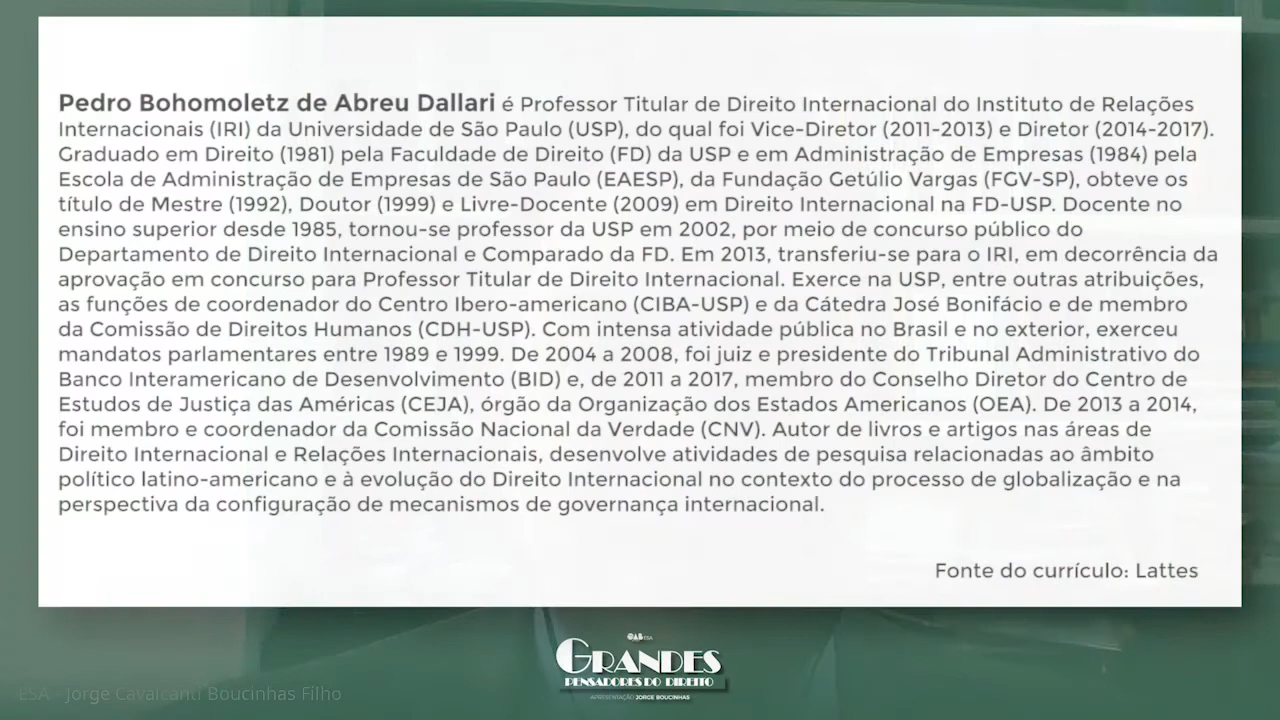 Pedro Bohomoletz de Abreu Dallari é Professor Titular de Direito Internacional do Instituto de Relações
Internacionais (IRI) da Universidade de São Paulo (USP), do qual foi Vice-Diretor (2011-2013) e Diretor (2014-2017).
Graduado em Direito (1981) pela Faculdade de Direito (FD) da USP e em Administração de Empresas (1984) pela
Escola de Administração de Empresas de São Paulo (EAESP), da Fundação Getúlio Vargas (FGV-SP), obteve os
título de Mestre (1992), Doutor (1999) e Livre-Docente (2009) em Direito Internacional na FD-USP. Docente no
ensino superior desde 1985, tornou-se professor da USP em 2002, por meio de concurso público do
Departamento de Direito Internacional e Comparado da FD. Em 2013, transferiu-se para o IRI, em decorrência da
aprovação em concurso para Professor Titular de Direito Internacional. Exerce na USP, entre outras atribuições,
as funções de coordenador do Centro Ibero-americano (CIBA-USP) e da Cátedra José Bonifácio e de membro
da Comissão de Direitos Humanos (CDH-USP). Com intensa atividade pública no Brasil e no exterior, exerceu
mandatos parlamentares entre 1989 e 1999. De 2004 a 2008, foi juiz e presidente do Tribunal Administrativo do
Banco Interamericano de Desenvolvimento (BID) e, de 2011 a 2017, membro do Conselho Diretor do Centro de
Estudos de Justiça das Américas (CEJA), órgão da Organização dos Estados Americanos (OEA). De 2013 a 2014,
foi membro e coordenador da Comissão Nacional da Verdade (CNV). Autor de livros e artigos nas áreas de
Direito Internacional e Relações Internacionais, desenvolve atividades de pesquisa relacionadas ao âmbito
político latino-americano e à evolução do Direito Internacional no contexto do processo de globalização e na
perspectiva da configuração de mecanismos de governança internacional.
Fonte do currículo: Lattes
OAB ESA
GRANDES
PENSADORES DO DIREITO
APRESENTAÇÃO JORGE BOUCINHAS
ESA - Jorge Cavalcanti Boucinhas Filho